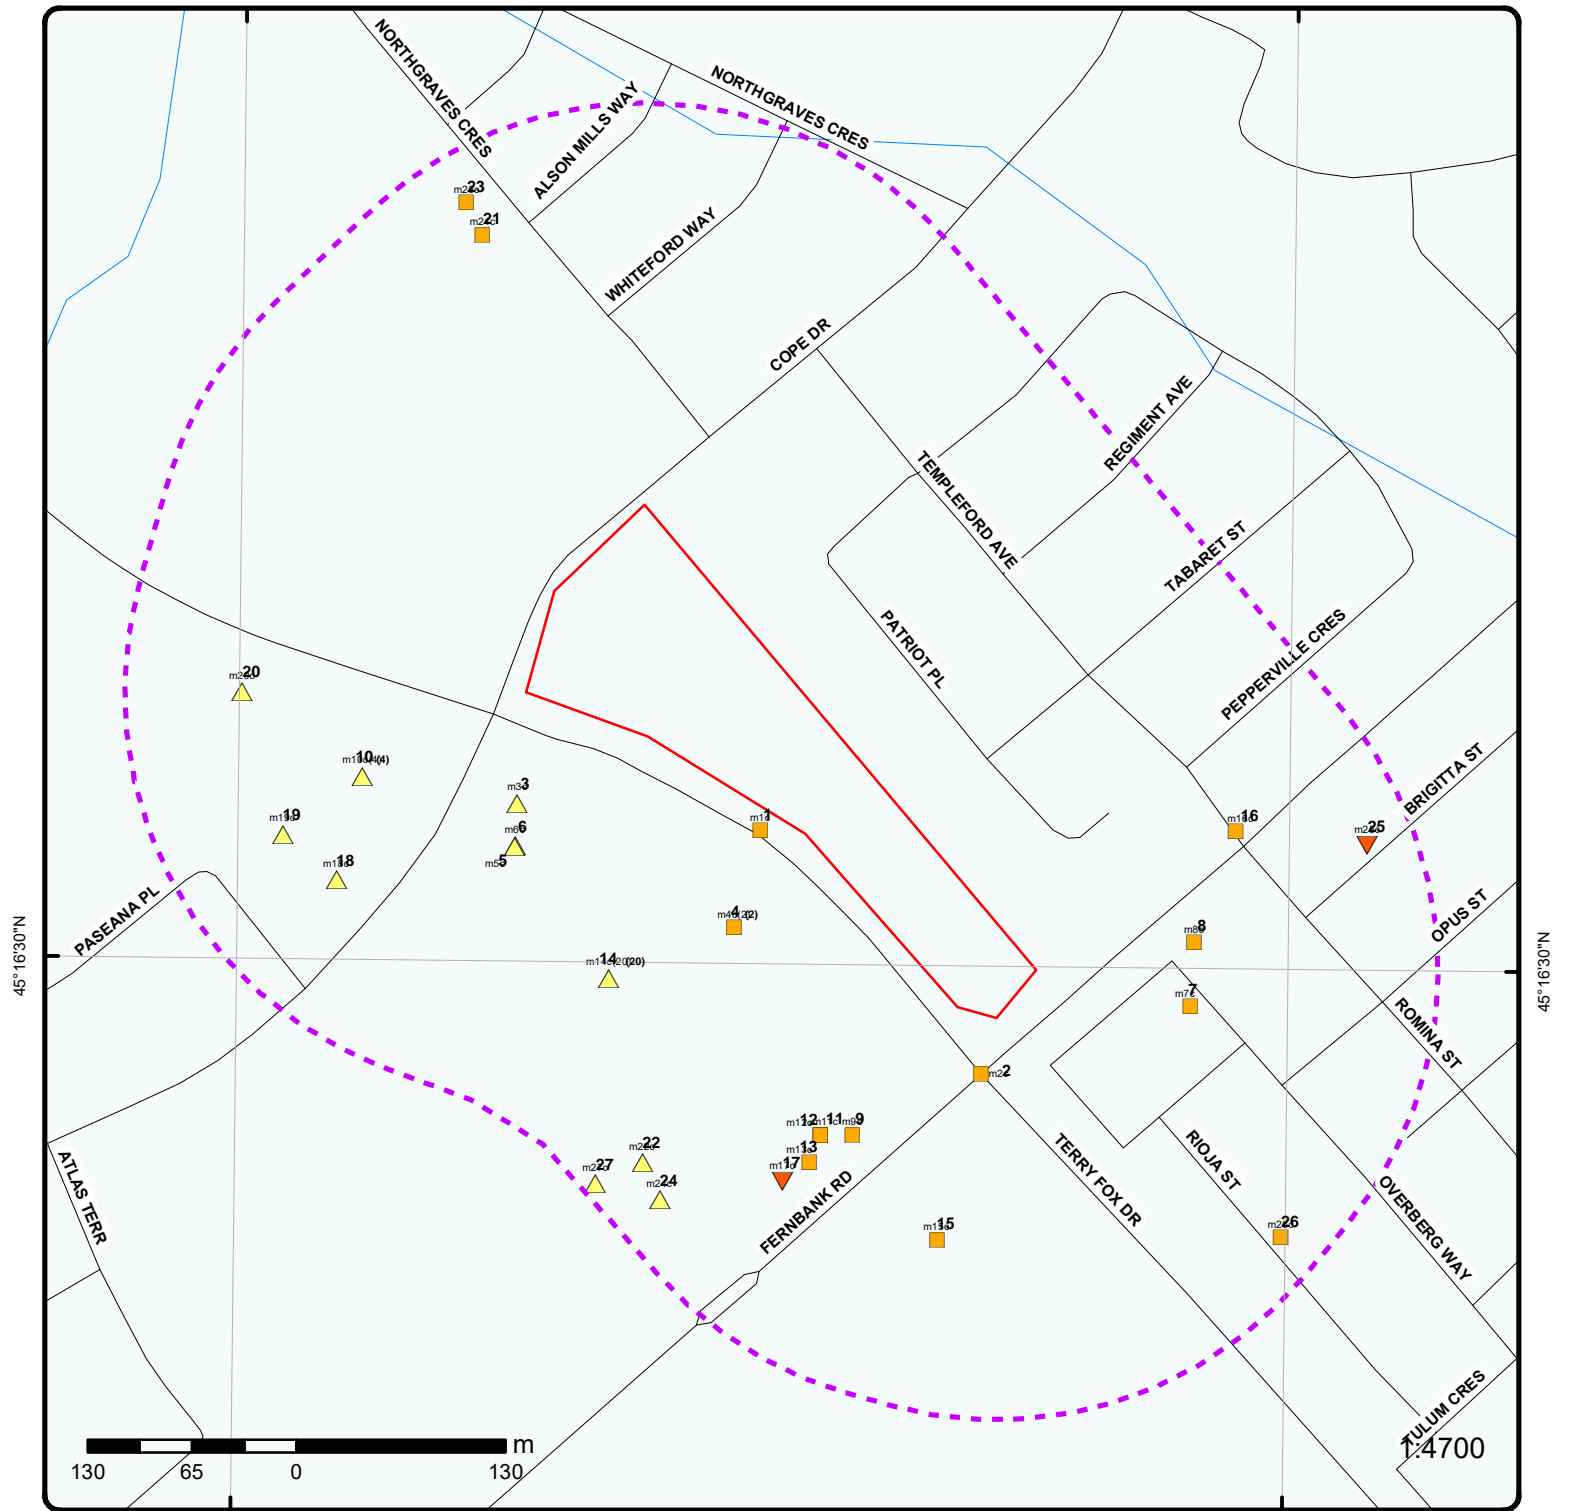 NORTHGRAVES CRES
NORTHGRAVES CRES
ALSON MILLS WAY
23
21
WHITEFORD WAY
COPE DR
REGIMENT AVE
TEMPLEFORD AVE
TABARET ST
PATRIOT PL
PEPPERVILLE CRES
20
10
(4)
3
19
6
1
16
25
BRIGITTA ST
5
18
PASEANA PL
4
(2)
8
OPUS ST
14
(20)
45°16'30"N
45°16'30"N
7
ROMINA ST
2
12
11
9
13
22
17
27
24
ATLAS TERR
TERRY FOX DR
RIOJA ST
OVERBERG WAY
FERNBANK RD
15
26
TULUM CRES
1:4700
m
130
65
0
130